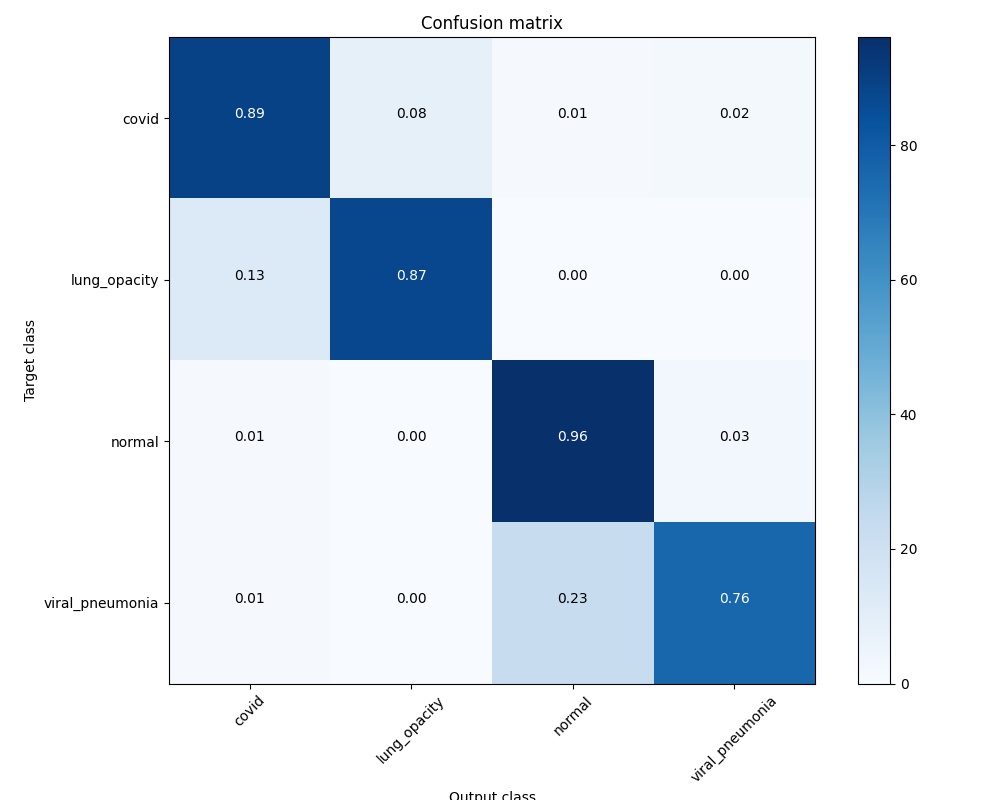 Confusion matrix
covid 0.89 0.08 0.01 0.02
lung_opacity 0.13 0.87 0.00 0.00
normal 0.01 0.00 0.96 0.03
viral_pneumonia 0.01 0.00 0.23 0.76
Target class
covid
lung_opacity
normal
viral_pneumonia
Output class
80
60
40
20
0